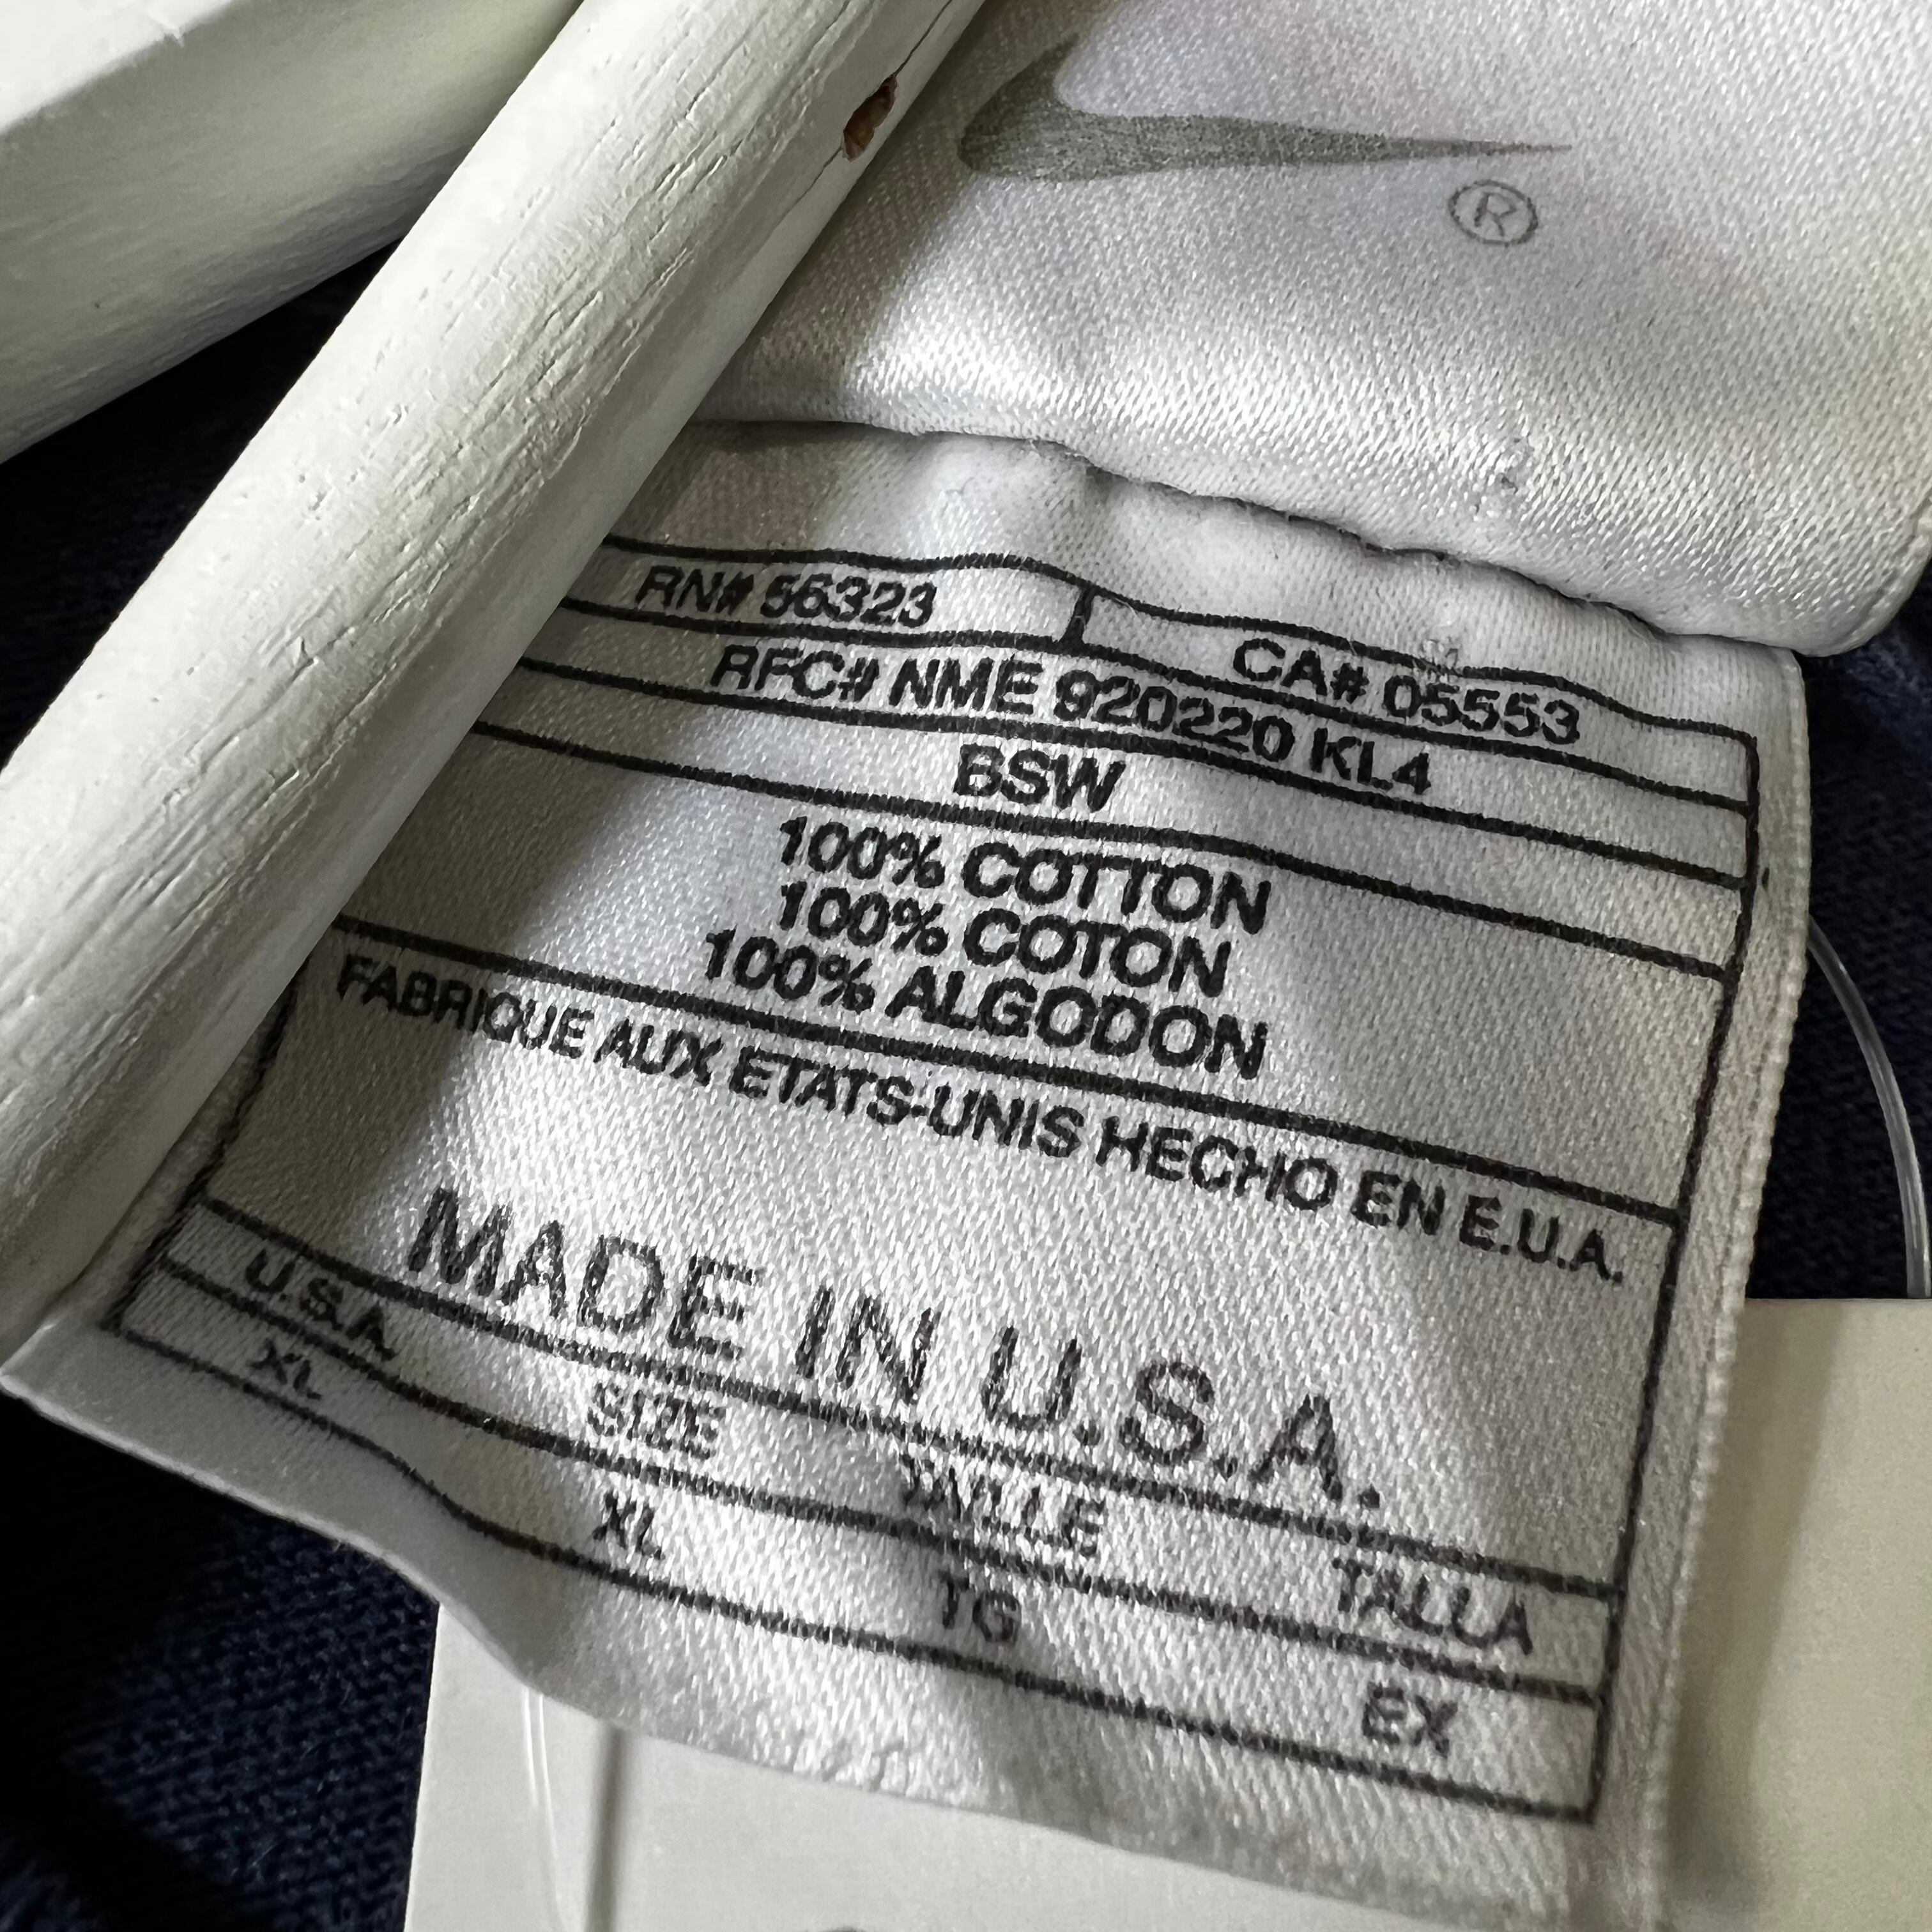 ®
RN# 56323 CA# 05553
RFC# NME 920220 KL4
BSW
100% COTTON
100% COTON
100% ALGODON
FABRIQUE AUX ETATS-UNIS HECHO EN E.U.A.
MADE IN U.S.A.
U.S.A SIZE TAILLE TALLA
XL XL TG EX